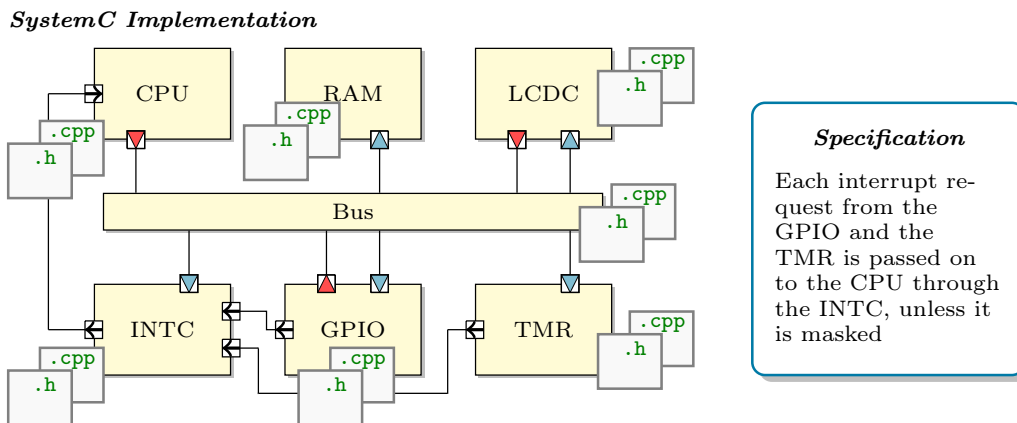 SystemC Implementation
CPU
.cpp
.h
RAM
.cpp
.h
LCDC
.cpp
.h
Bus
.cpp
.h
INTC
.cpp
.h
GPIO
.cpp
.h
TMR
.cpp
.h
Specification
Each interrupt re-
quest from the
GPIO and the
TMR is passed on
to the CPU through
the INTC, unless it
is masked